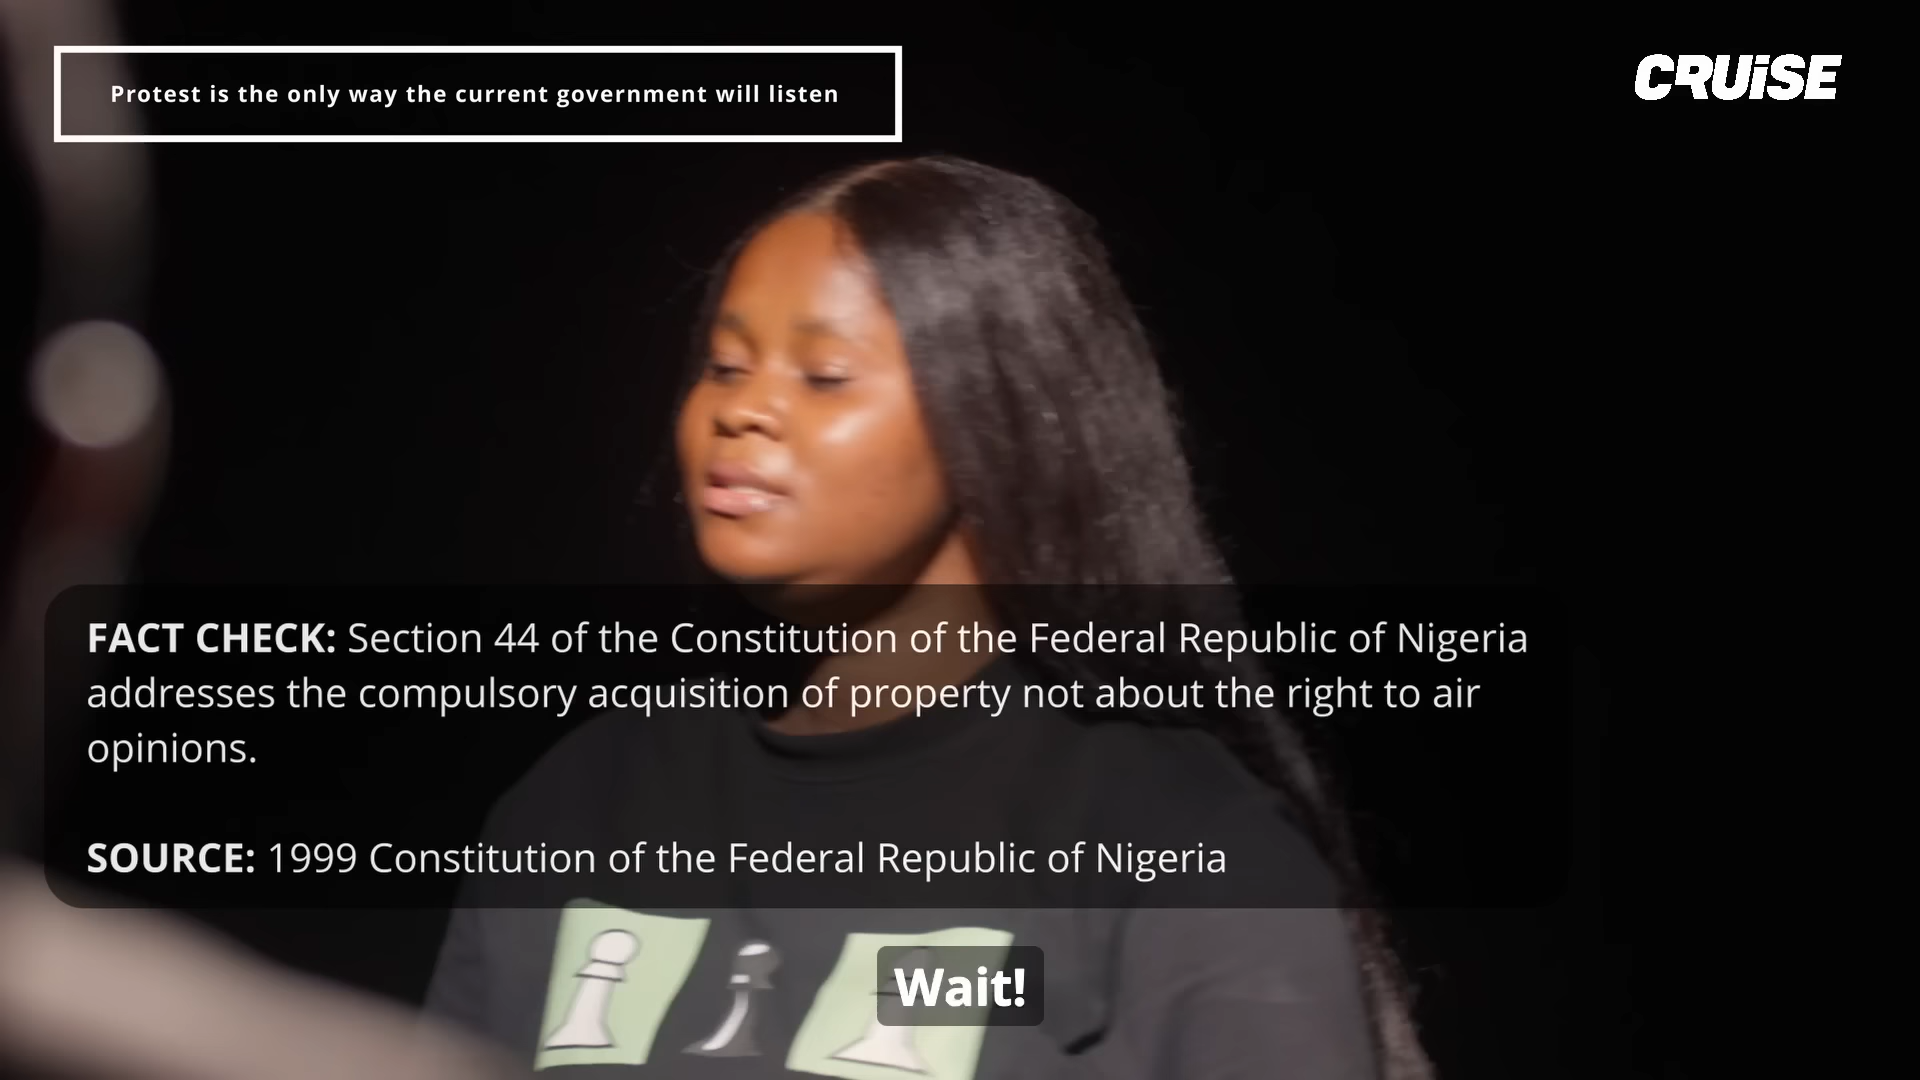 Protest is the only way the current government will listen
CRUiSE
FACT CHECK: Section 44 of the Constitution of the Federal Republic of Nigeria
addresses the compulsory acquisition of property not about the right to air
opinions.
SOURCE: 1999 Constitution of the Federal Republic of Nigeria
Wait!